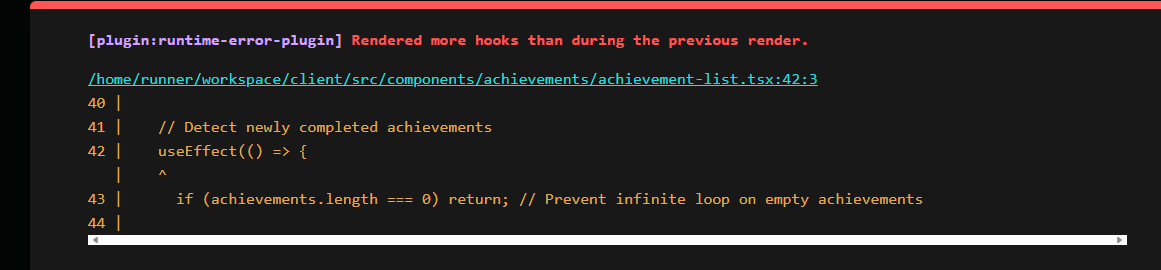 [plugin:runtime-error-plugin] Rendered more hooks than during the previous render.
/home/runner/workspace/client/src/components/achievements/achievement-list.tsx:42:3
40 |
41 |    // Detect newly completed achievements
42 |    useEffect(() => {
   |    ^
43 |      if (achievements.length === 0) return; // Prevent infinite loop on empty achievements
44 |